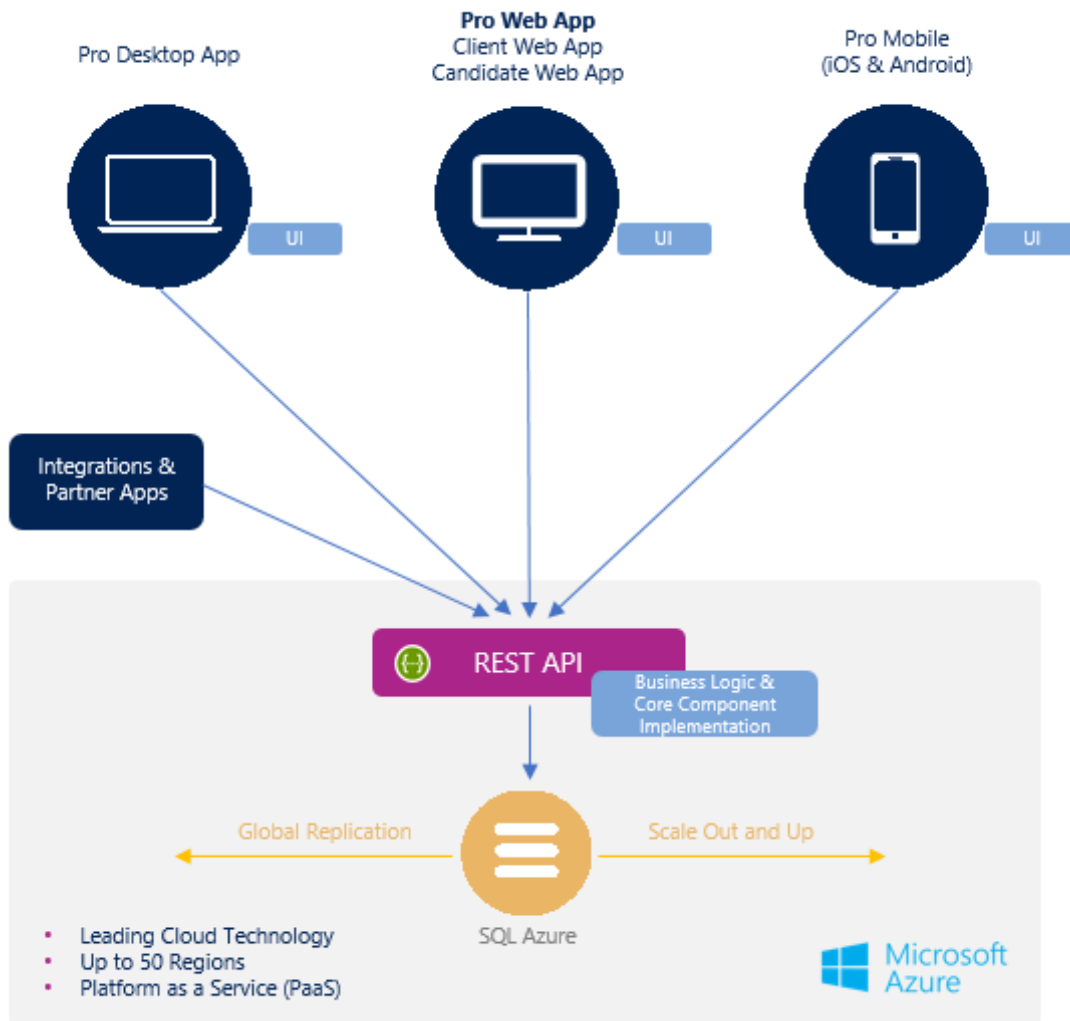 Pro Desktop App
Pro Web App
Client Web App
Candidate Web App
Pro Mobile
(iOS & Android)
UI
UI
UI
Integrations &
Partner Apps
{--}
REST API
Business Logic &
Core Component
Implementation
Global Replication
Scale Out and Up
SQL Azure
• Leading Cloud Technology
• Up to 50 Regions
• Platform as a Service (PaaS)
Microsoft
Azure